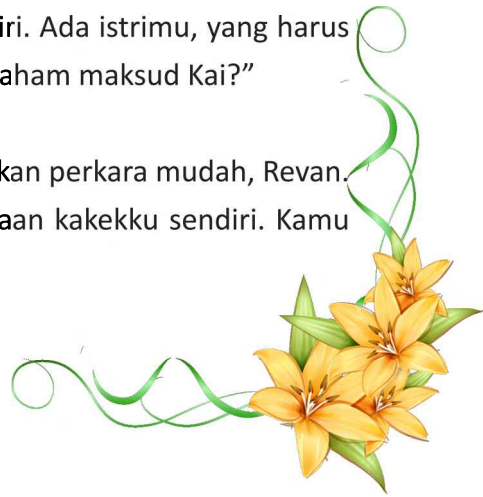 iri. Ada istrimu, yang harus
aham maksud Kai?”
kan perkara mudah, Revan.
aan kakekku sendiri. Kamu